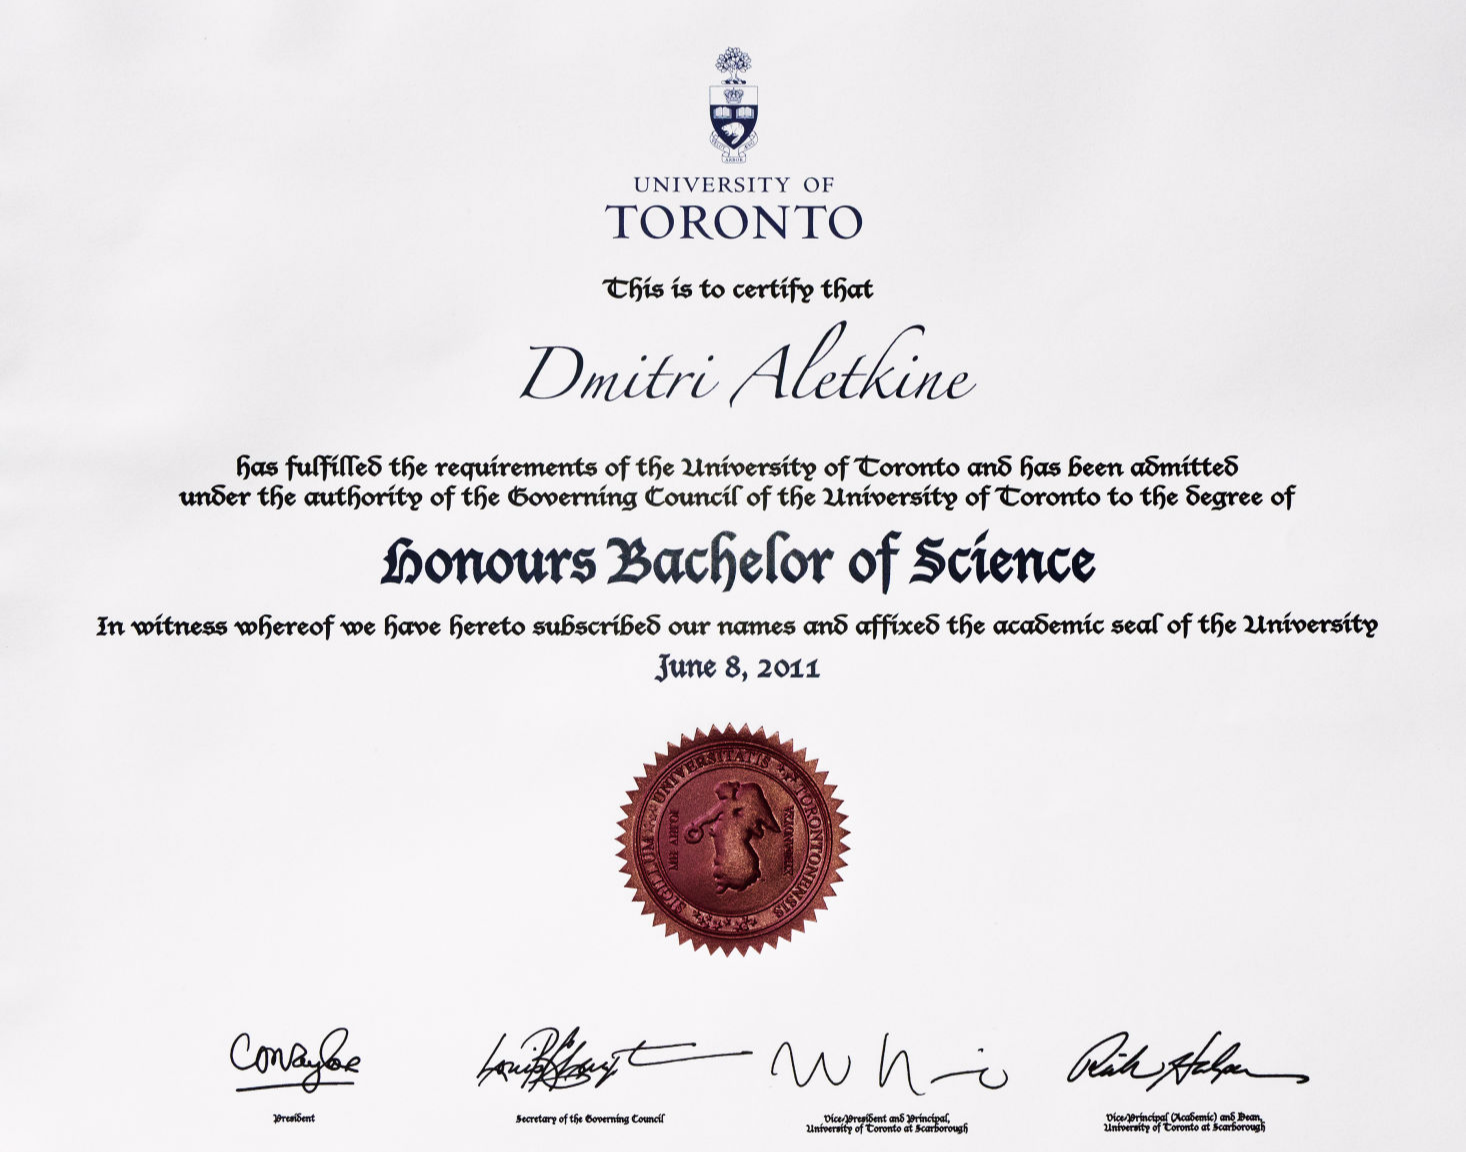 UNIVERSITY OF
TORONTO
This is to certify that
Dmitri Aletkine
has fulfilled the requirements of the University of Toronto and has been admitted
under the authority of the Governing Council of the University of Toronto to the degree of
Honours Bachelor of Science
In witness whereof we have hereto subscribed our names and affixed the academic seal of the University
June 8, 2011
SIGILLUM UNIVERSITATIS TORONTONENSIS
President
Secretary of the Governing Council
Vice-President and Principal,
University of Toronto at Scarborough
Vice-Principal (Academic) and Dean,
University of Toronto at Scarborough